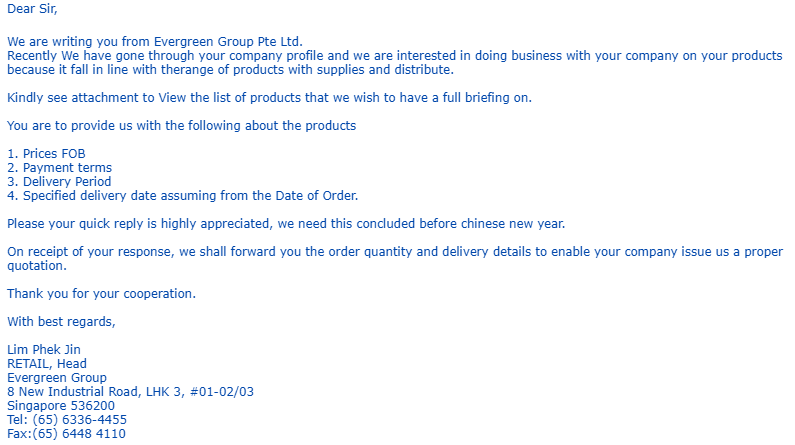 Dear Sir,
We are writing you from Evergreen Group Pte Ltd.
Recently We have gone through your company profile and we are interested in doing business with your company on your products
because it fall in line with therange of products with supplies and distribute.
Kindly see attachment to View the list of products that we wish to have a full briefing on.
You are to provide us with the following about the products
1. Prices FOB
2. Payment terms
3. Delivery Period
4. Specified delivery date assuming from the Date of Order.
Please your quick reply is highly appreciated, we need this concluded before chinese new year.
On receipt of your response, we shall forward you the order quantity and delivery details to enable your company issue us a proper
quotation.
Thank you for your cooperation.
With best regards,
Lim Phek Jin
RETAIL, Head
Evergreen Group
8 New Industrial Road, LHK 3, #01-02/03
Singapore 536200
Tel: (65) 6336-4455
Fax:(65) 6448 4110